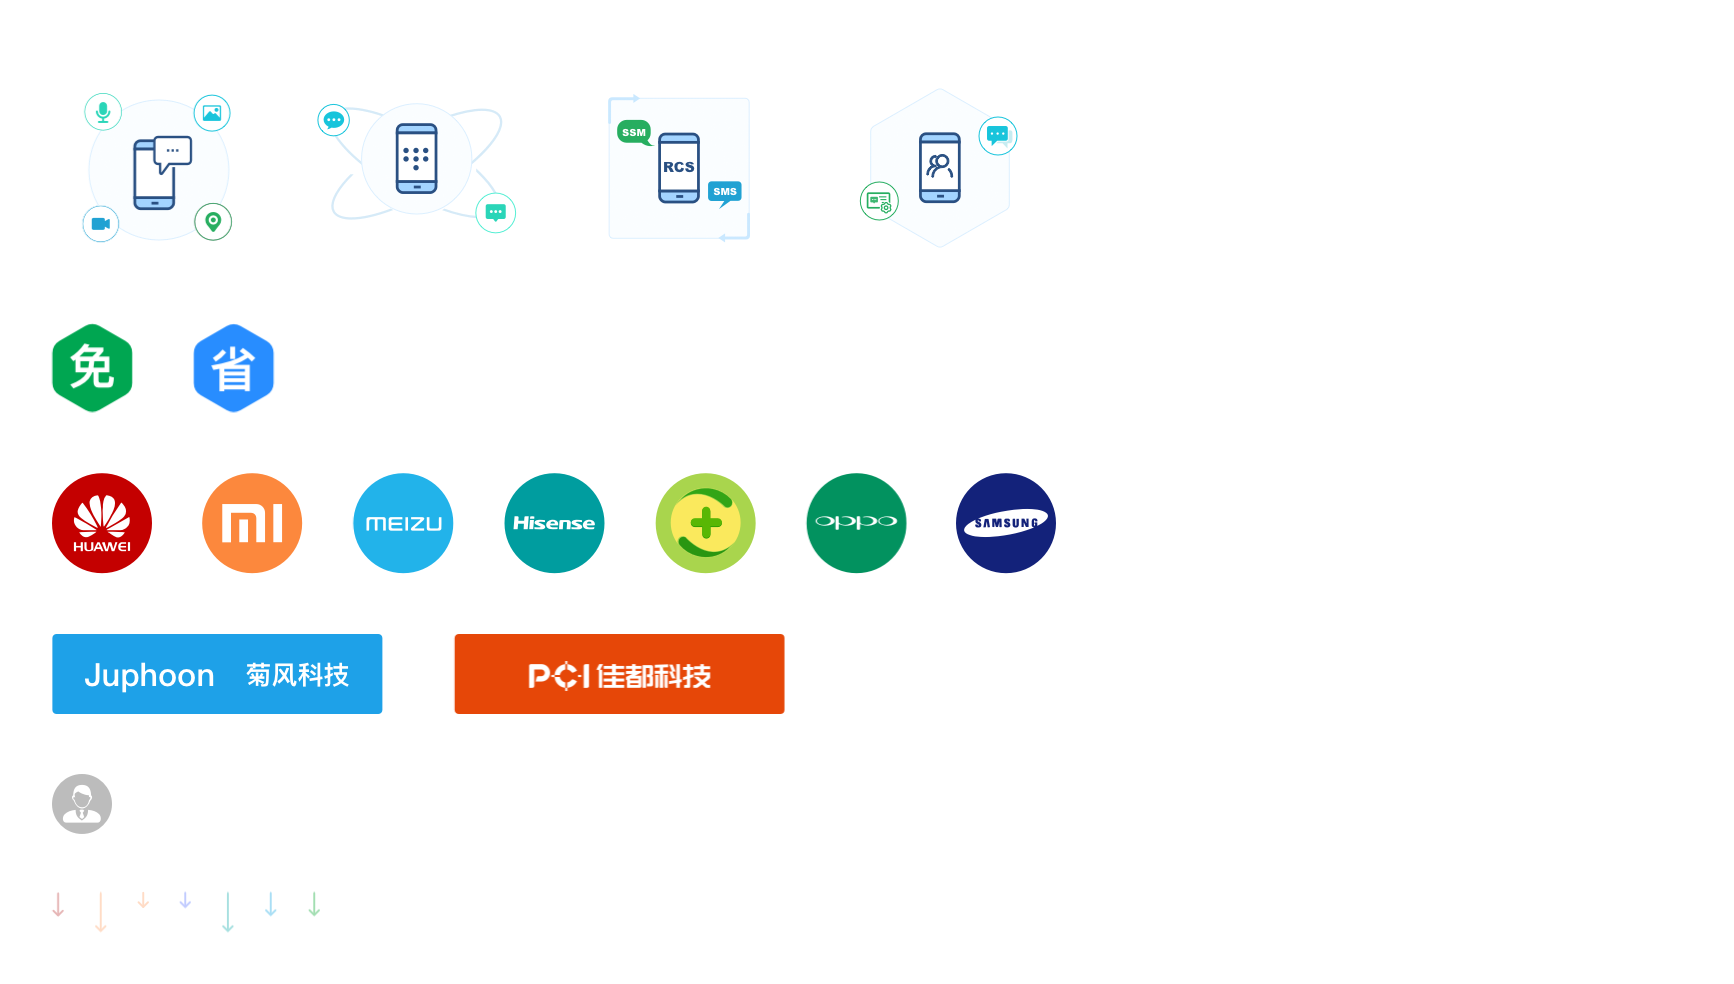 SSM
RCS
SMS
免
省
HUAWEI
MI
MEIZU
Hisense
OPPO
SAMSUNG
Juphoon 菊风科技
PCI 佳都科技